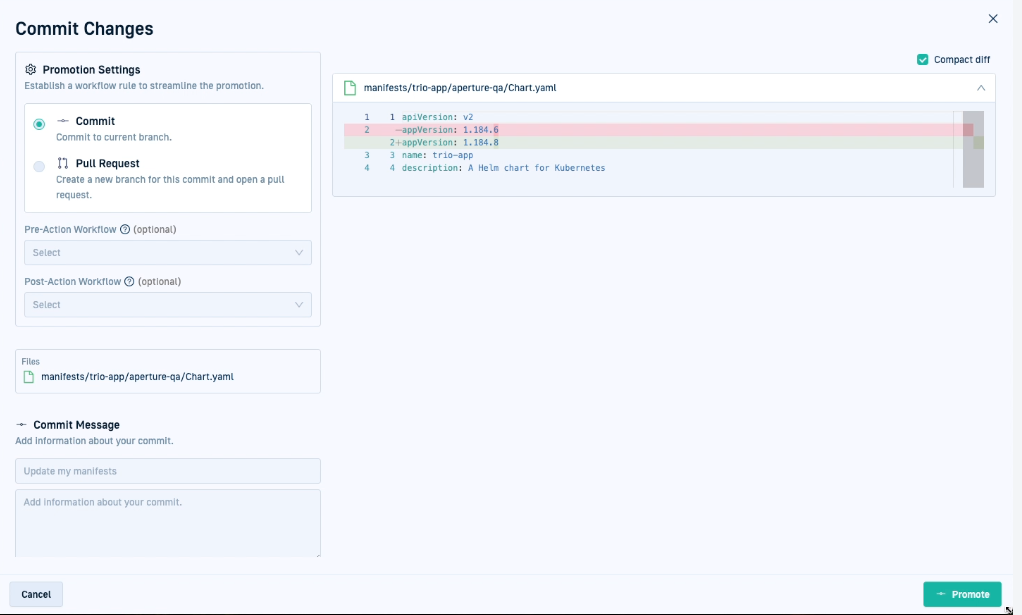 Commit Changes
Promotion Settings
Establish a workflow rule to streamline the promotion.
Commit
Commit to current branch.
Pull Request
Create a new branch for this commit and open a pull
request.
Pre-Action Workflow ? (optional)
Select
Post-Action Workflow ? (optional)
Select
Files
manifests/trio-app/aperture-qa/Chart.yaml
Commit Message
Add information about your commit.
Update my manifests
Add information about your commit.
Compact diff
manifests/trio-app/aperture-qa/Chart.yaml
1 1 apiVersion: v2
2 -appVersion: 1.184.6
2+appVersion: 1.184.8
3 3 name: trio-app
4 4 description: A Helm chart for Kubernetes
Cancel
Promote